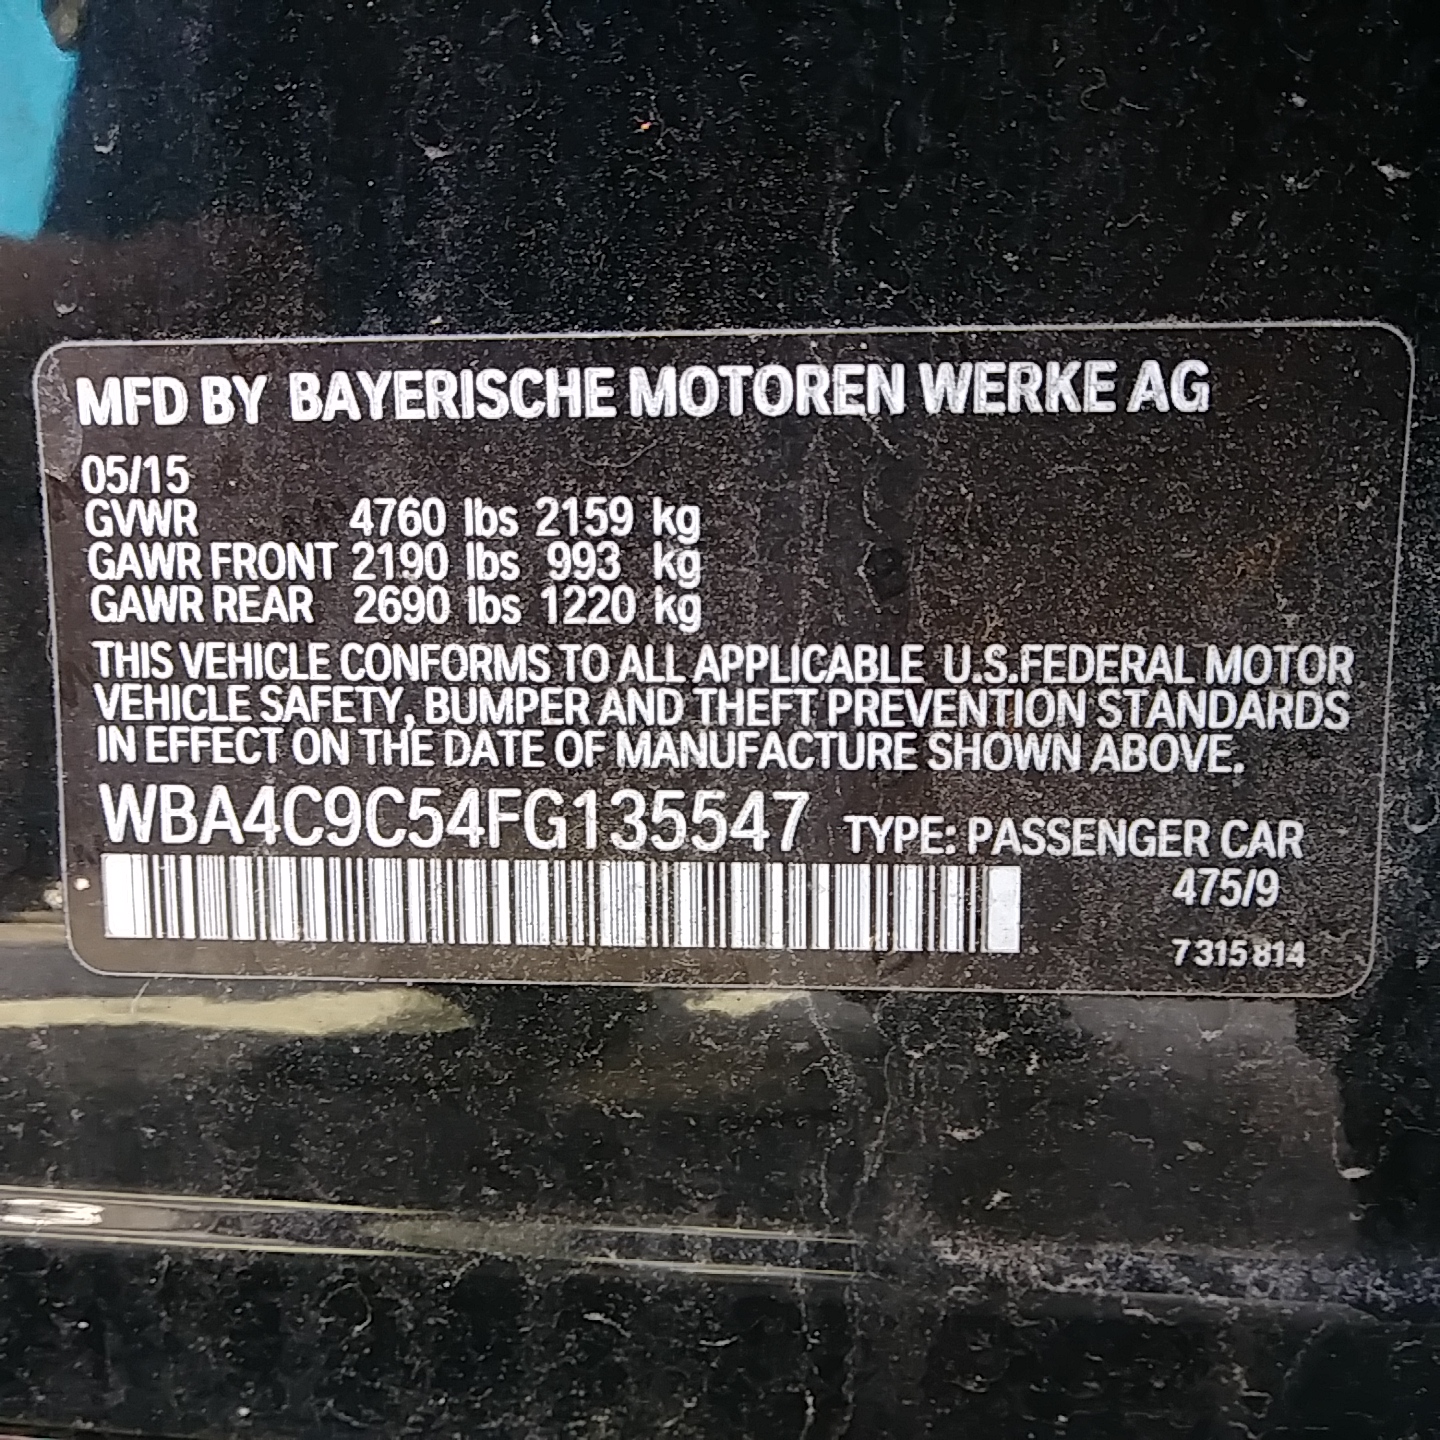 MFD BY BAYERISCHE MOTOREN WERKE AG
05/15
GVWR 4760 lbs 2159 kg
GAWR FRONT 2190 lbs 993 kg
GAWR REAR 2690 lbs 1220 kg
THIS VEHICLE CONFORMS TO ALL APPLICABLE U.S.FEDERAL MOTOR
VEHICLE SAFETY, BUMPER AND THEFT PREVENTION STANDARDS
IN EFFECT ON THE DATE OF MANUFACTURE SHOWN ABOVE.
WBA4C9C54FG135547 TYPE: PASSENGER CAR
475/9
7 315 814